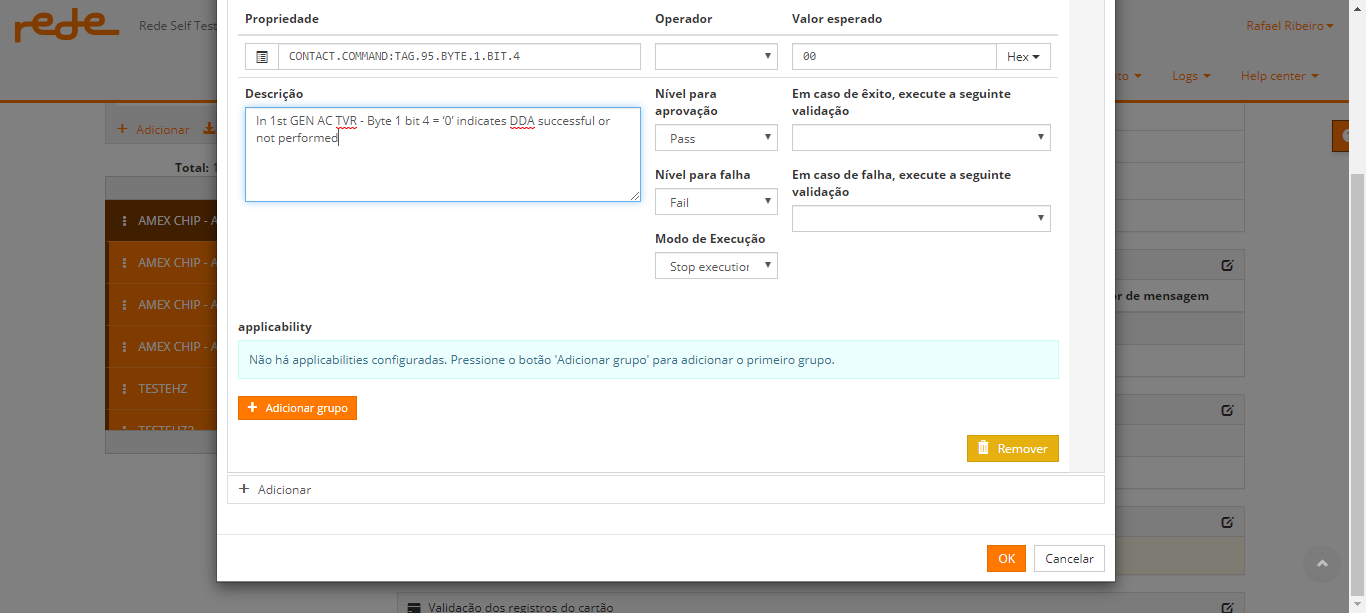 rede
Rede Self Test
Rafael Ribeiro
Logs
Help center
Adicionar
Total:
AMEX CHIP - A
AMEX CHIP - A
AMEX CHIP - A
AMEX CHIP - A
TESTEHZ
TESTEHZ2
Propriedade
Operador
Valor esperado
CONTACT.COMMAND:TAG.95.BYTE.1.BIT.4
00
Hex
Descrição
In 1st GEN AC TVR - Byte 1 bit 4 = ‘0’ indicates DDA successful or
not performed
Nível para
aprovação
Pass
Em caso de êxito, execute a seguinte
validação
Nível para falha
Fail
Em caso de falha, execute a seguinte
validação
Modo de Execução
Stop execution
applicability
Não há applicabilities configuradas. Pressione o botão 'Adicionar grupo' para adicionar o primeiro grupo.
+ Adicionar grupo
Remover
+ Adicionar
OK
Cancelar
or de mensagem
Validação dos registros do cartão